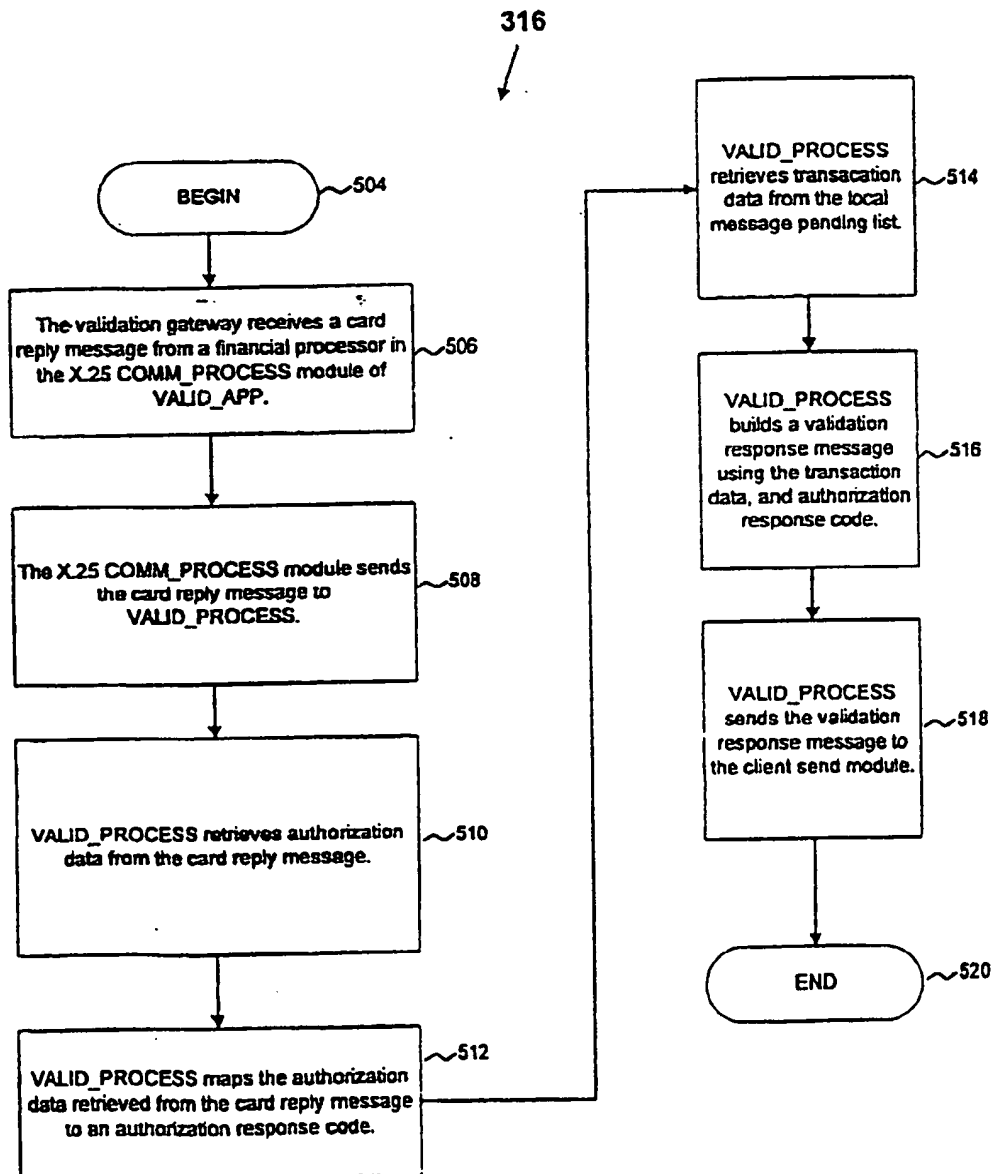 316
BEGIN
504
The validation gateway receives a card
reply message from a financial processor in
the X.25 COMM_PROCESS module of
VALID_APP.
506
The X.25 COMM_PROCESS module sends
the card reply message to
VALID_PROCESS.
508
VALID_PROCESS retrieves authorization
data from the card reply message.
510
VALID_PROCESS maps the authorization
data retrieved from the card reply message
to an authorization response code.
512
VALID_PROCESS
retrieves transacation
data from the local
message pending list.
514
VALID_PROCESS
builds a validation
response message
using the transaction
data, and authorization
response code.
516
VALID_PROCESS
sends the validation
response message to
the client send module.
518
END
520